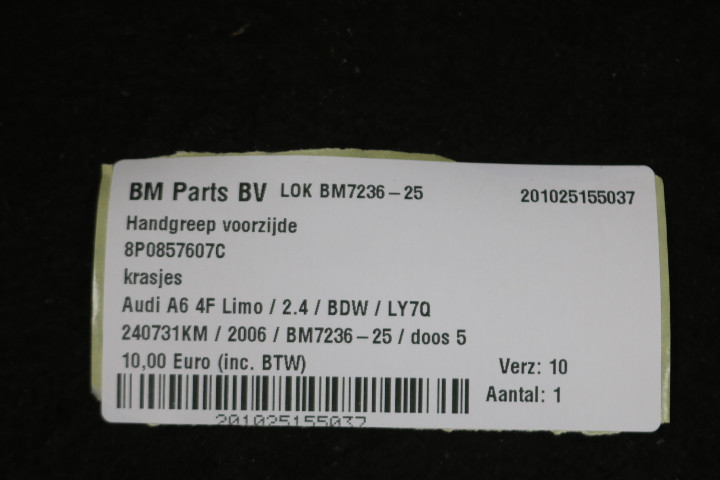 BM Parts BV LOK BM7236-25 201025155037
Handgreep voorzijde
8P0857607C
krasjes
Audi A6 4F Limo / 2.4 / BDW / LY7Q
240731KM / 2006 / BM7236-25 / doos 5
10,00 Euro (inc. BTW) Verz: 10
Aantal: 1
201025155037